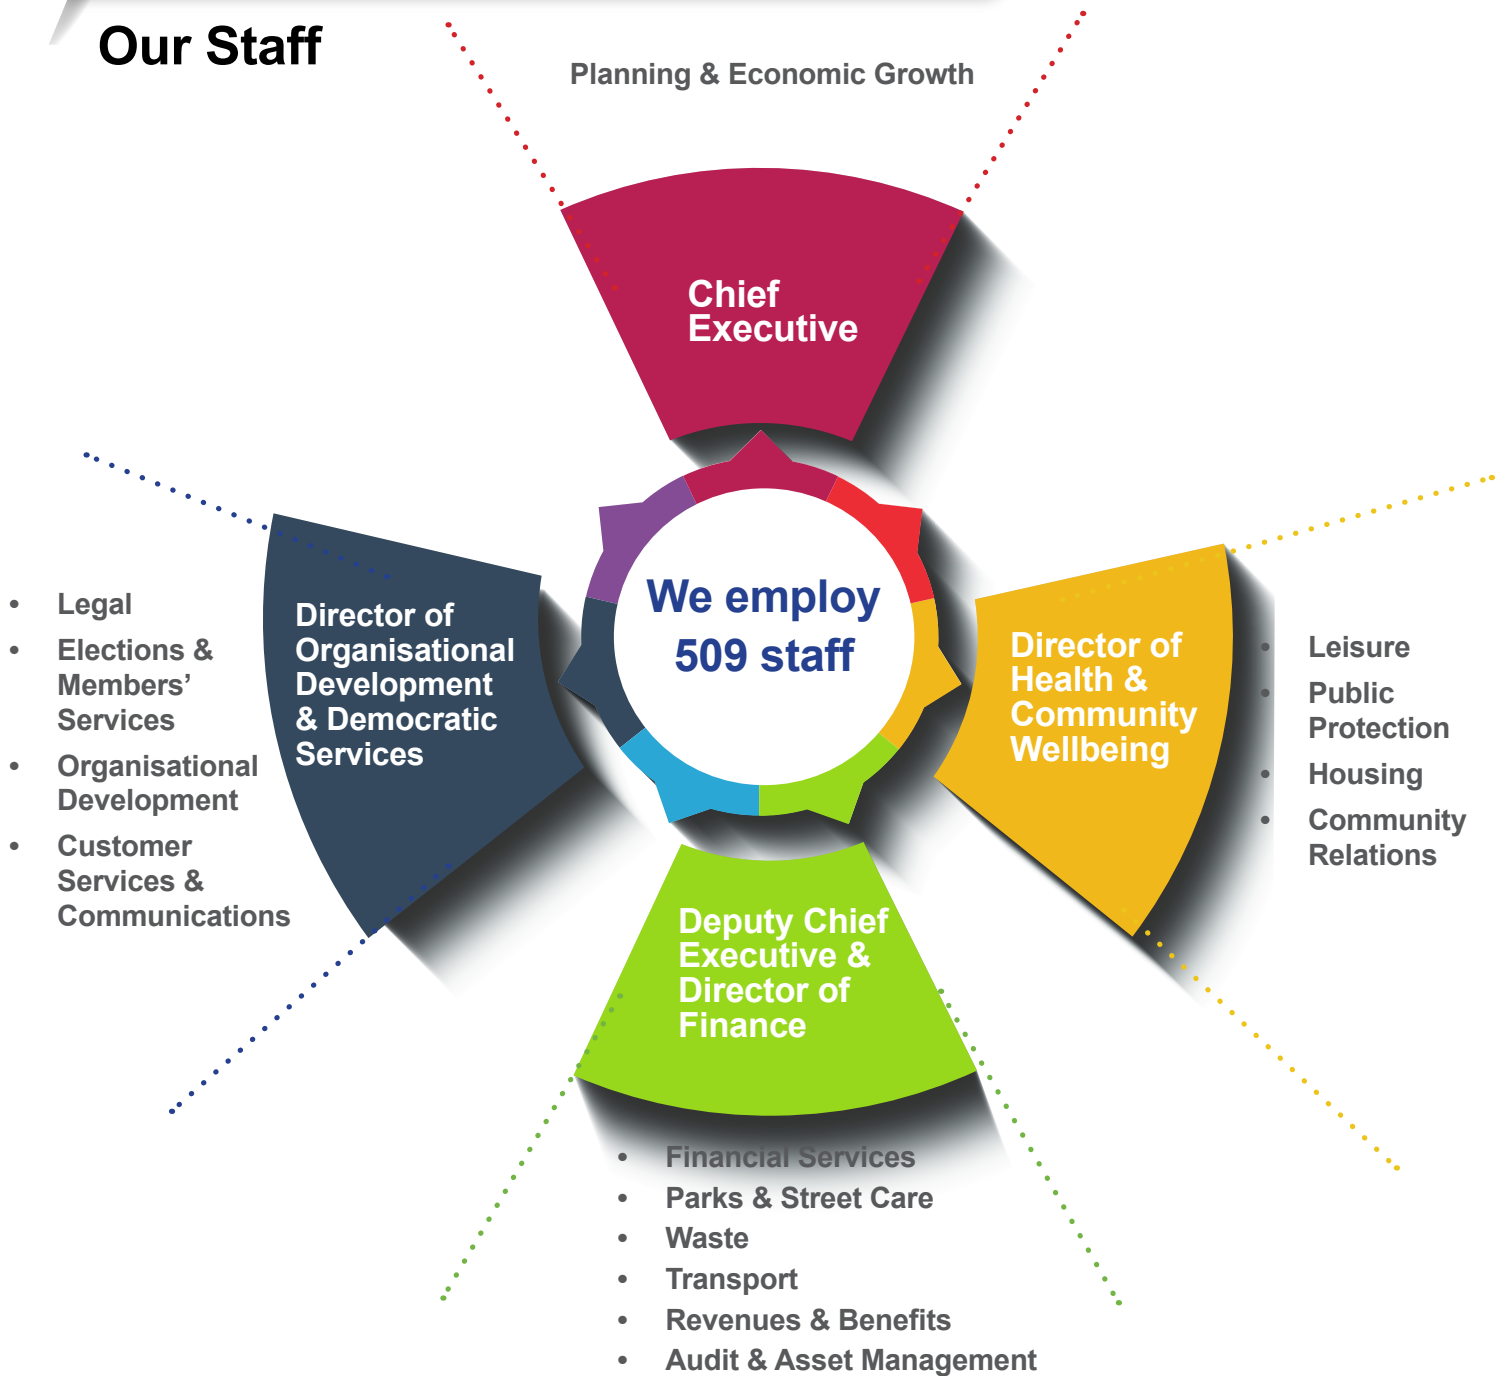 Our Staff
Planning & Economic Growth
Chief
Executive
We employ
509 staff
Director of
Organisational
Development
& Democratic
Services
• Legal
• Elections &
Members’
Services
• Organisational
Development
• Customer
Services &
Communications
Director of
Health &
Community
Wellbeing
• Leisure
• Public
Protection
• Housing
• Community
Relations
Deputy Chief
Executive &
Director of
Finance
• Financial Services
• Parks & Street Care
• Waste
• Transport
• Revenues & Benefits
• Audit & Asset Management